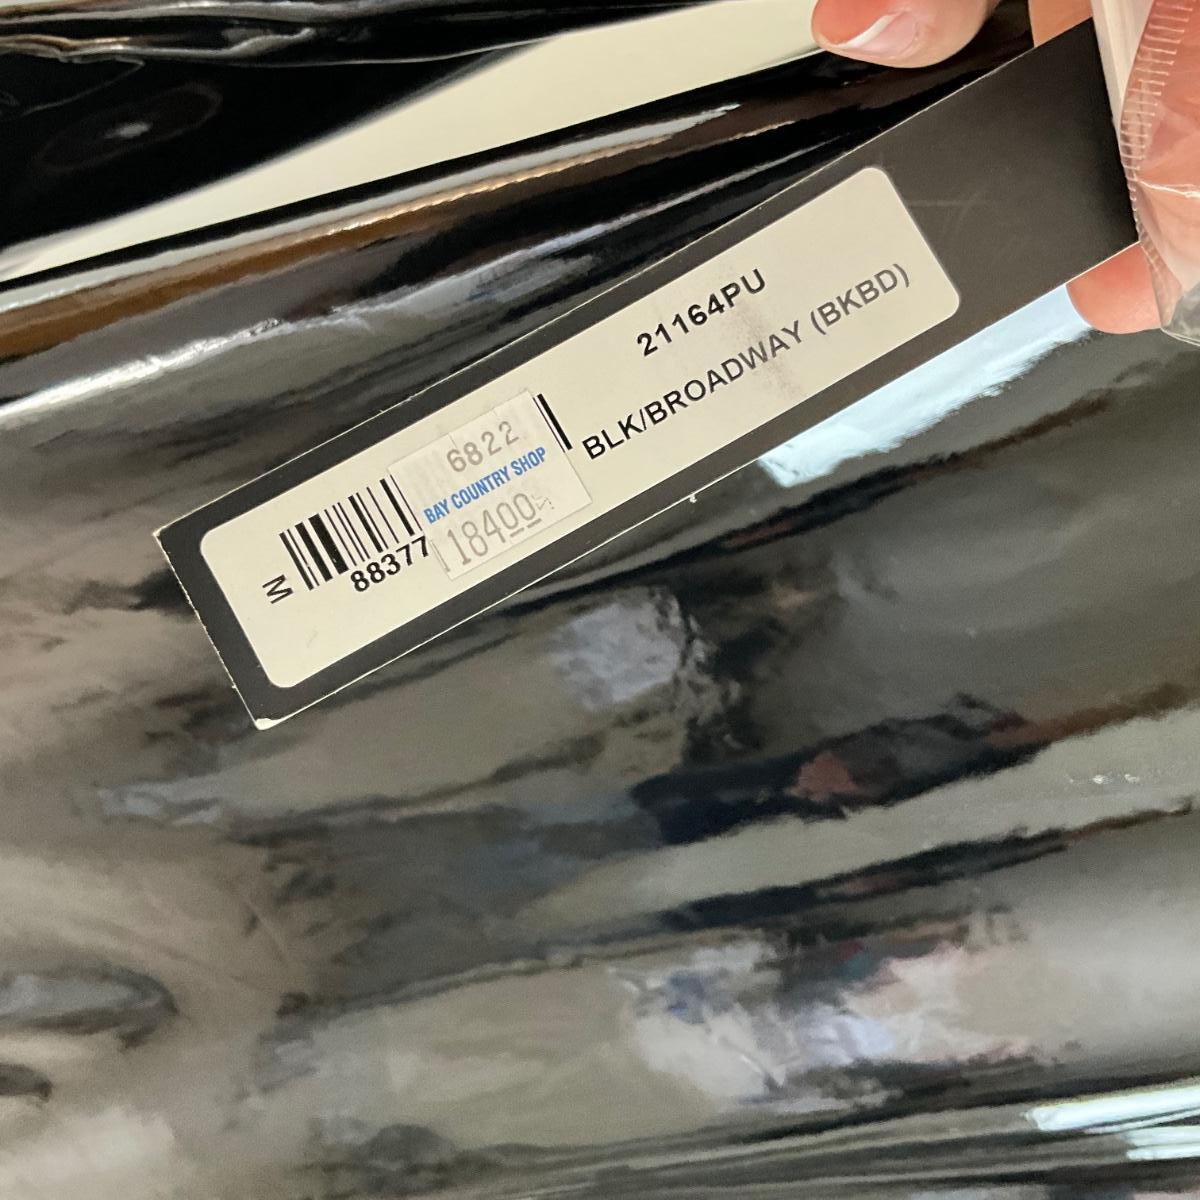 21164PU
BLK/BROADWAY (BKBD)
M
88377
6822
BAY COUNTRY SHOP
18400